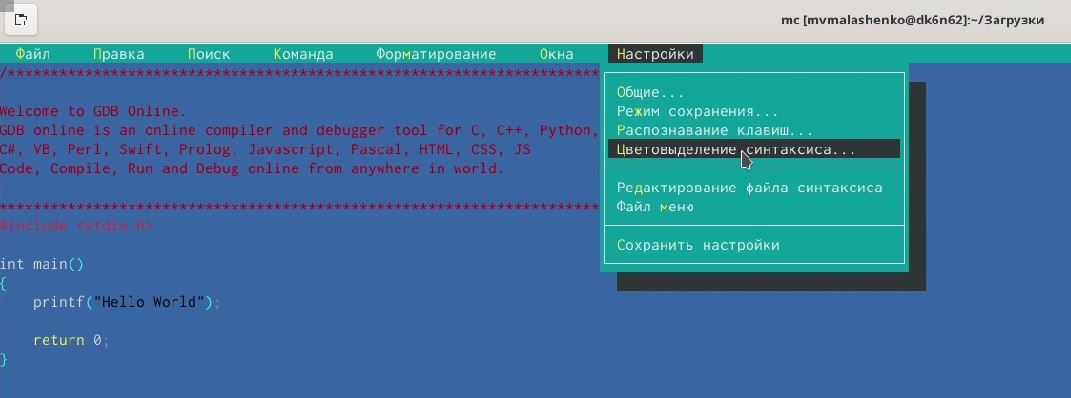 mc [mvmalashenko@dk6n62]:~/Загрузки
Файл Правка Поиск Команда Форматирование Окна Настройки
/**********************************************************************
Welcome to GDB Online.
GDB online is an online compiler and debugger tool for C, C++, Python,
C#, VB, Perl, Swift, Prolog, Javascript, Pascal, HTML, CSS, JS
Code, Compile, Run and Debug online from anywhere in world.
***********************************************************************
#include <stdio.h>
int main()
{
printf("Hello World");
return 0;
}
Общие...
Режим сохранения...
Распознавание клавиш...
Цветовыделение синтаксиса...
Редактирование файла синтаксиса
Файл меню
Сохранить настройки